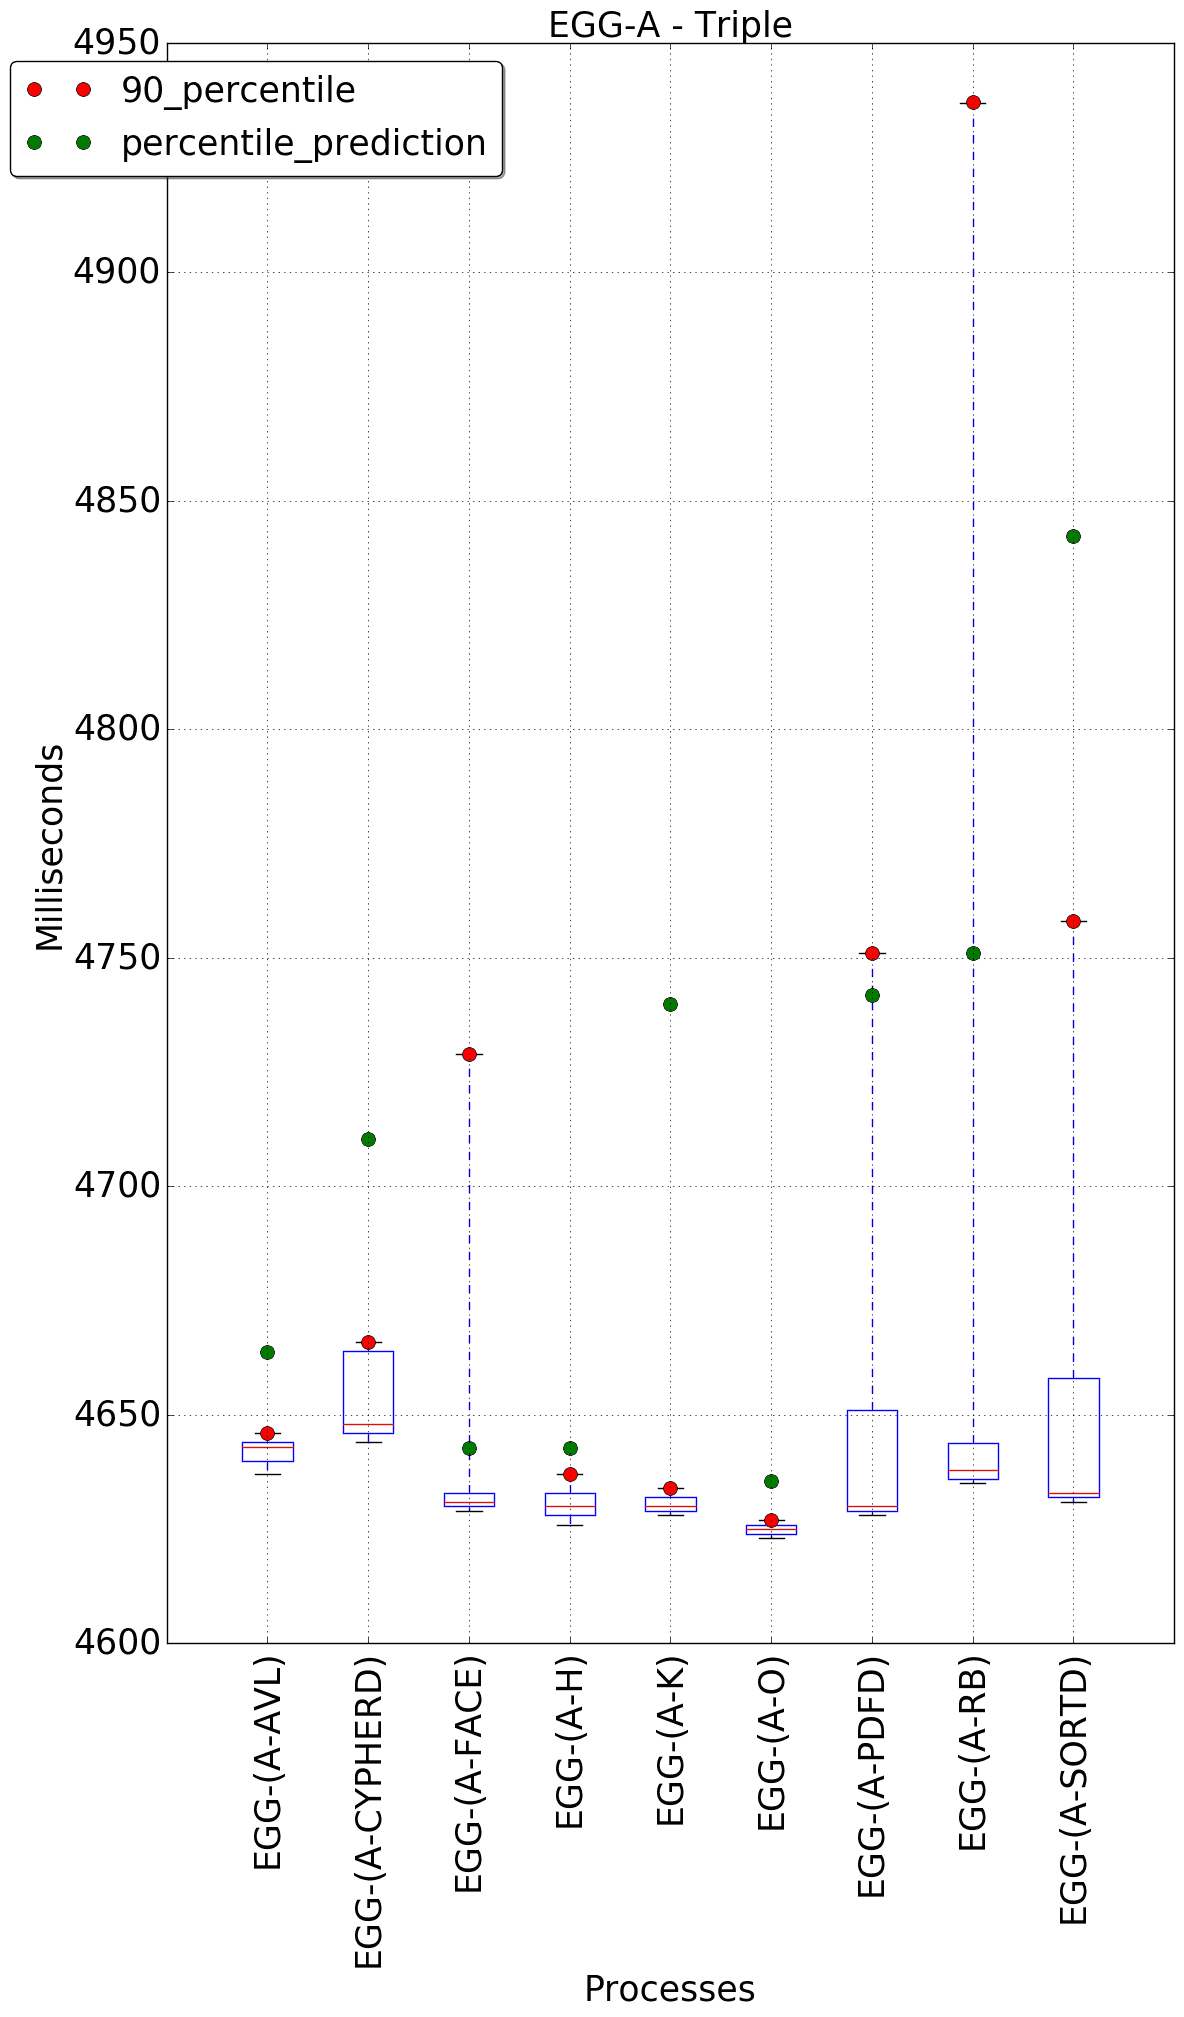 EGG-A - Triple
4950
90_percentile
percentile_prediction
4900
4850
4800
4750
4700
4650
4600
Milliseconds
EGG-(A-AVL)
EGG-(A-CYPHERD)
EGG-(A-FACE)
EGG-(A-H)
EGG-(A-K)
EGG-(A-O)
EGG-(A-PDFD)
EGG-(A-RB)
EGG-(A-SORTD)
Processes